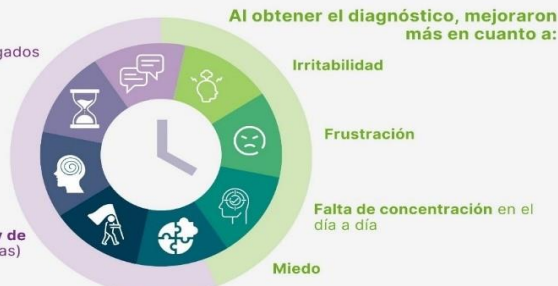 Al obtener el diagnóstico, mejoraron
más en cuanto a:
Irritabilidad
Frustración
Falta de concentración en el
día a día
Miedo
gados
y de
as)